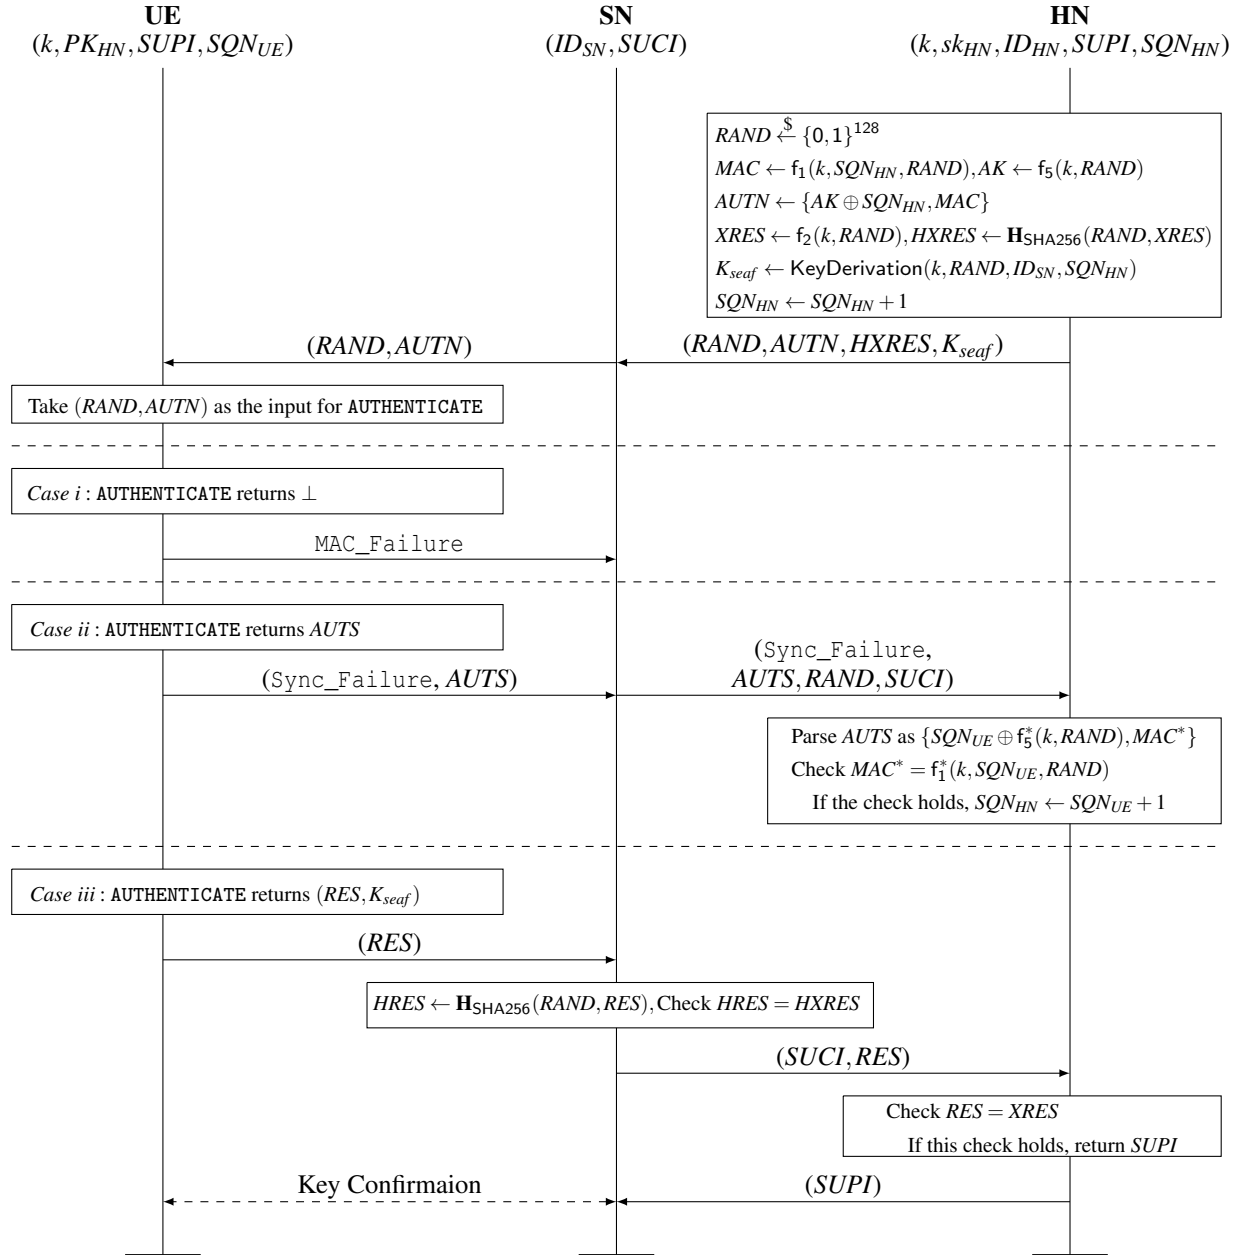 UE SN HN
(k, PK_HN, SUPI, SQN_UE) (ID_SN, SUCI) (k, sk_HN, ID_HN, SUPI, SQN_HN)
RAND ←$ {0,1}^128
MAC ← f₁(k, SQN_HN, RAND), AK ← f₅(k, RAND)
AUTN ← {AK ⊕ SQN_HN, MAC}
XRES ← f₂(k, RAND), HXRES ← H_SHA256(RAND, XRES)
K_seaf ← KeyDerivation(k, RAND, ID_SN, SQN_HN)
SQN_HN ← SQN_HN + 1
(RAND, AUTN) (RAND, AUTN, HXRES, K_seaf)
Take (RAND, AUTN) as the input for AUTHENTICATE
Case i : AUTHENTICATE returns ⊥
MAC_Failure
Case ii : AUTHENTICATE returns AUTS
(Sync_Failure, AUTS)
(Sync_Failure,
AUTS, RAND, SUCI)
Parse AUTS as {SQN_UE ⊕ f₅*(k, RAND), MAC*}
Check MAC* = f₁*(k, SQN_UE, RAND)
If the check holds, SQN_HN ← SQN_UE + 1
Case iii : AUTHENTICATE returns (RES, K_seaf)
(RES)
HRES ← H_SHA256(RAND, RES), Check HRES = HXRES
(SUCI, RES)
Check RES = XRES
If this check holds, return SUPI
Key Confirmaion (SUPI)